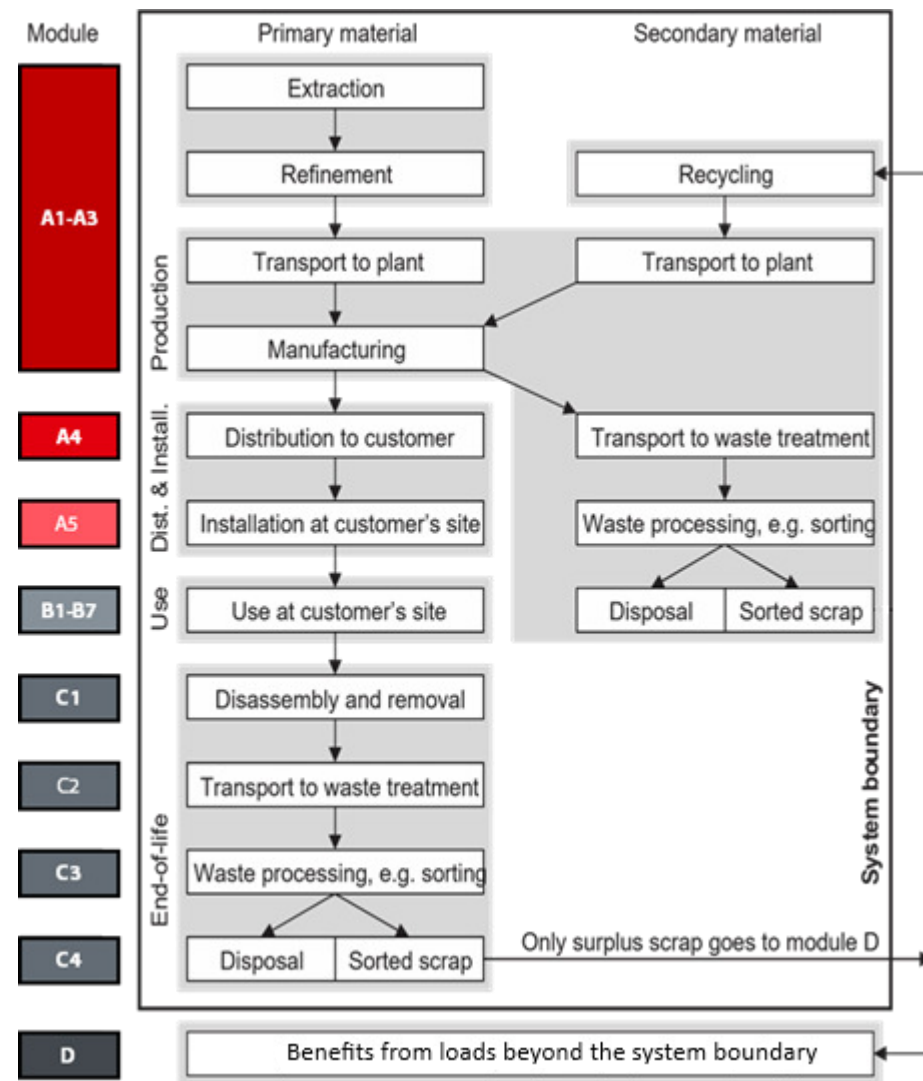 Module
Primary material
Secondary material
A1-A3
Production
Extraction
Refinement
Recycling
Transport to plant
Transport to plant
Manufacturing
A4
Dist. & Install.
Distribution to customer
Transport to waste treatment
A5
Installation at customer's site
Waste processing, e.g. sorting
B1-B7
Use
Use at customer's site
Disposal
Sorted scrap
C1
End-of-life
Disassembly and removal
System boundary
C2
Transport to waste treatment
C3
Waste processing, e.g. sorting
C4
Disposal
Sorted scrap
Only surplus scrap goes to module D
D
Benefits from loads beyond the system boundary